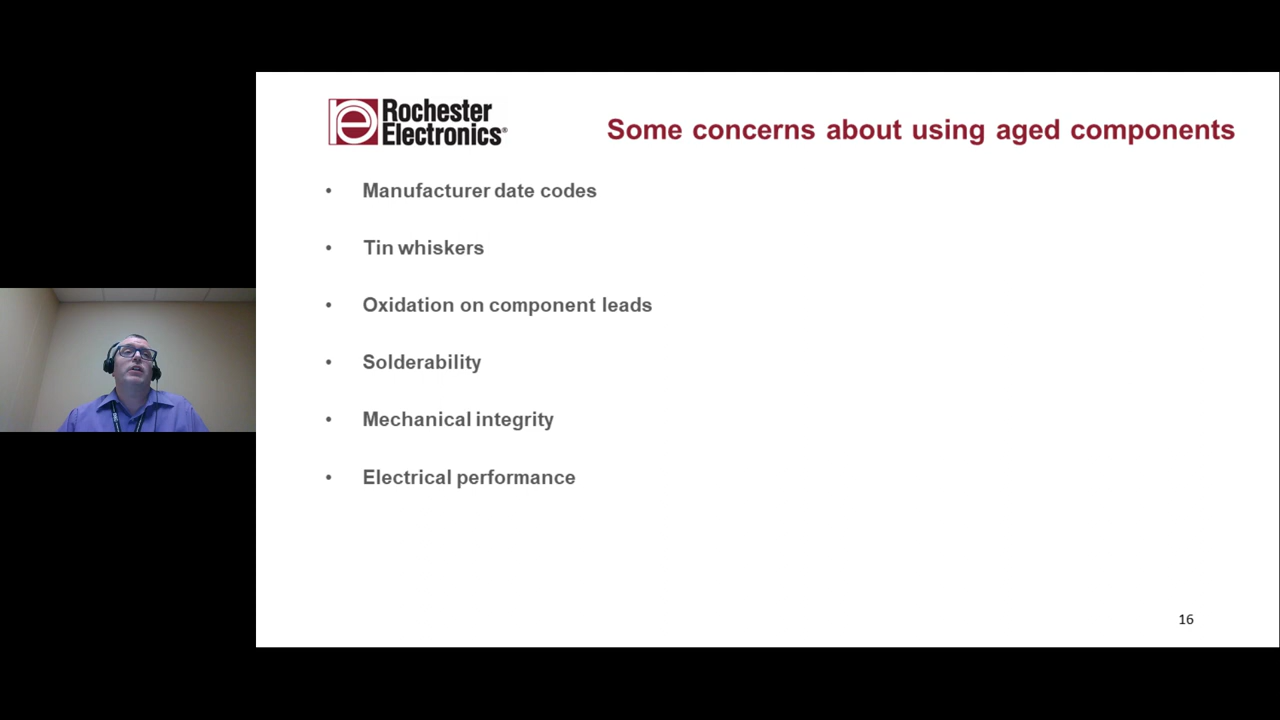 Rochester
Electronics®
Some concerns about using aged components
• Manufacturer date codes
• Tin whiskers
• Oxidation on component leads
• Solderability
• Mechanical integrity
• Electrical performance
16